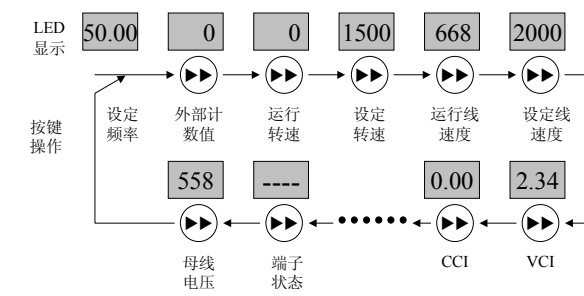 LED
显示
50.00
0
0
1500
668
2000
按键
操作
设定
频率
外部计
数值
运行
转速
设定
转速
运行线
速度
设定线
速度
558
----
0.00
2.34
母线
电压
端子
状态
CCI
VCI